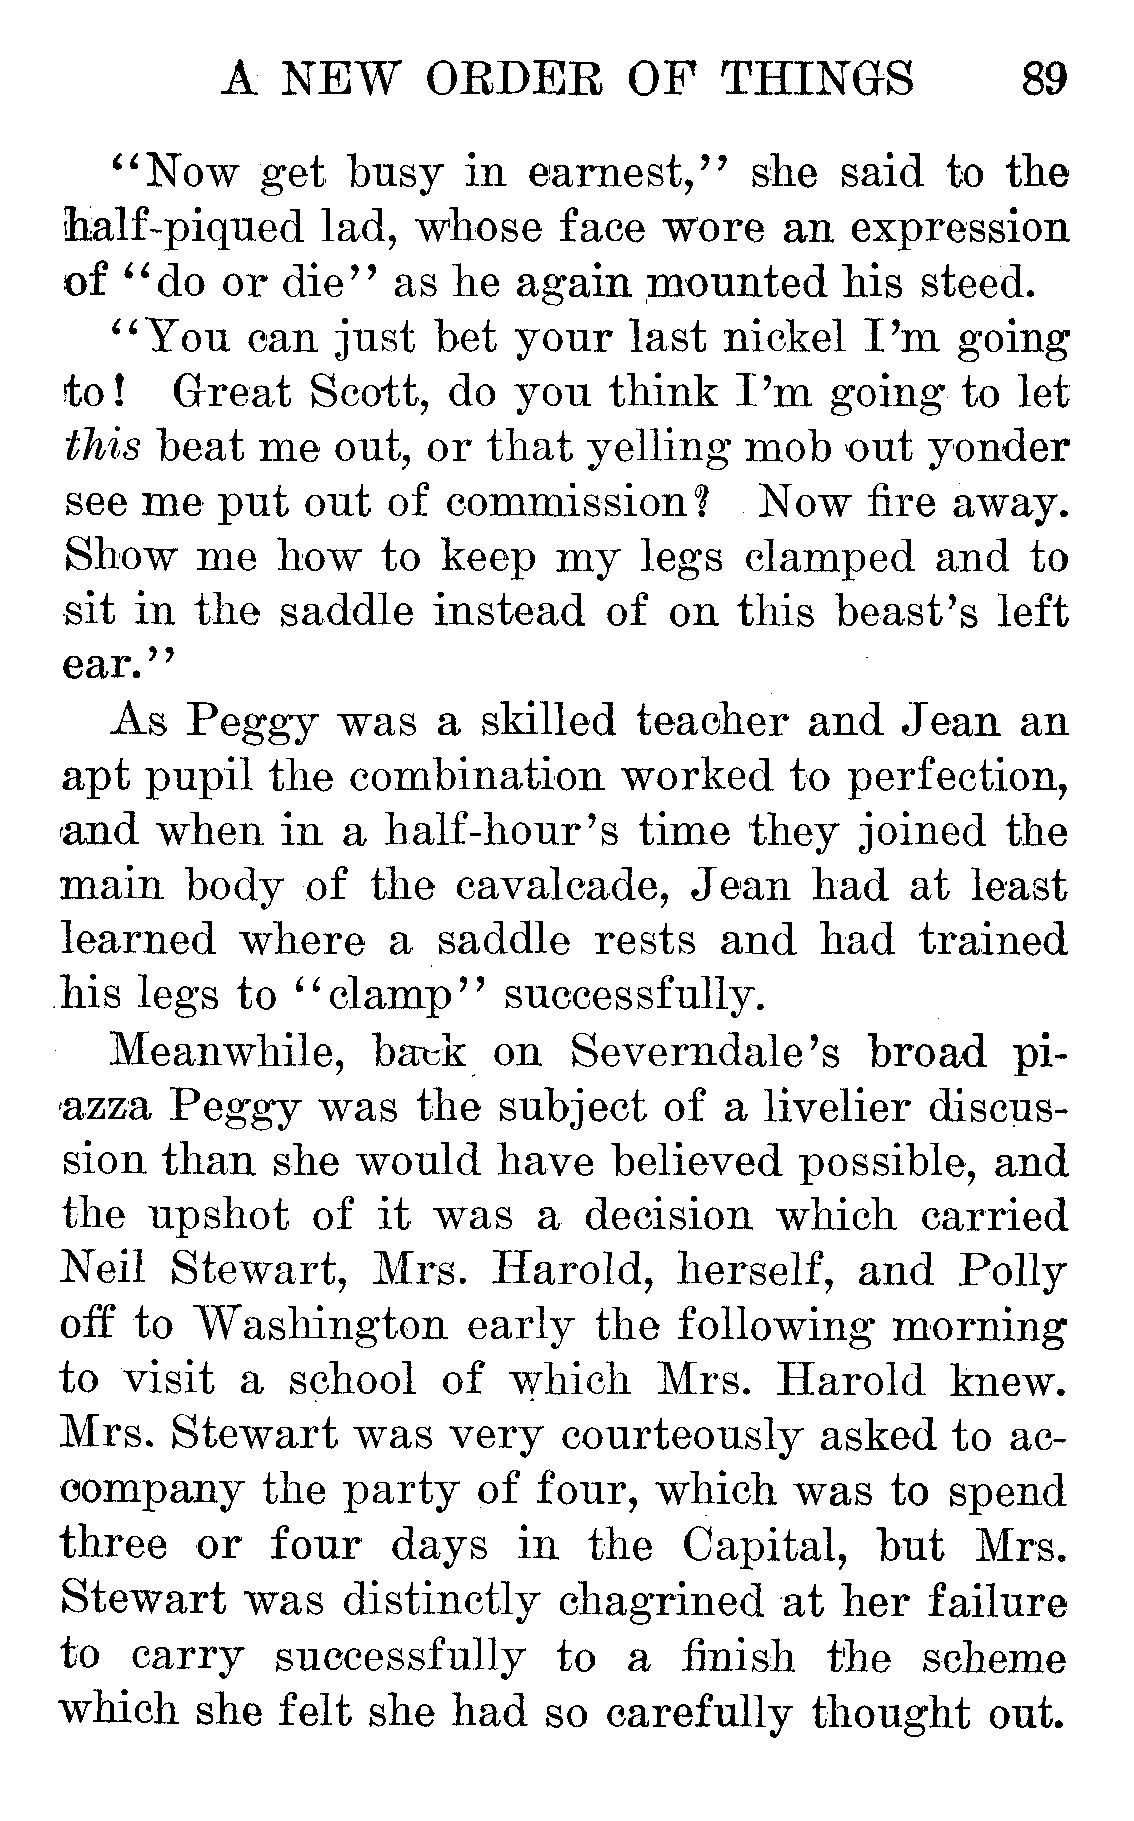 A NEW ORDER OF THINGS 89
“Now get busy in earnest,” she said to the
half-piqued lad, whose face wore an expression
of “do or die” as he again mounted his steed.
“You can just bet your last nickel I’m going
to! Great Scott, do you think I’m going to let
this beat me out, or that yelling mob out yonder
see me put out of commission? Now fire away.
Show me how to keep my legs clamped and to
sit in the saddle instead of on this beast’s left
ear.”
As Peggy was a skilled teacher and Jean an
apt pupil the combination worked to perfection,
and when in a half-hour’s time they joined the
main body of the cavalcade, Jean had at least
learned where a saddle rests and had trained
his legs to “clamp” successfully.
Meanwhile, back on Severndale’s broad pi-
azza Peggy was the subject of a livelier discus-
sion than she would have believed possible, and
the upshot of it was a decision which carried
Neil Stewart, Mrs. Harold, herself, and Polly
off to Washington early the following morning
to visit a school of which Mrs. Harold knew.
Mrs. Stewart was very courteously asked to ac-
company the party of four, which was to spend
three or four days in the Capital, but Mrs.
Stewart was distinctly chagrined at her failure
to carry successfully to a finish the scheme
which she felt she had so carefully thought out.